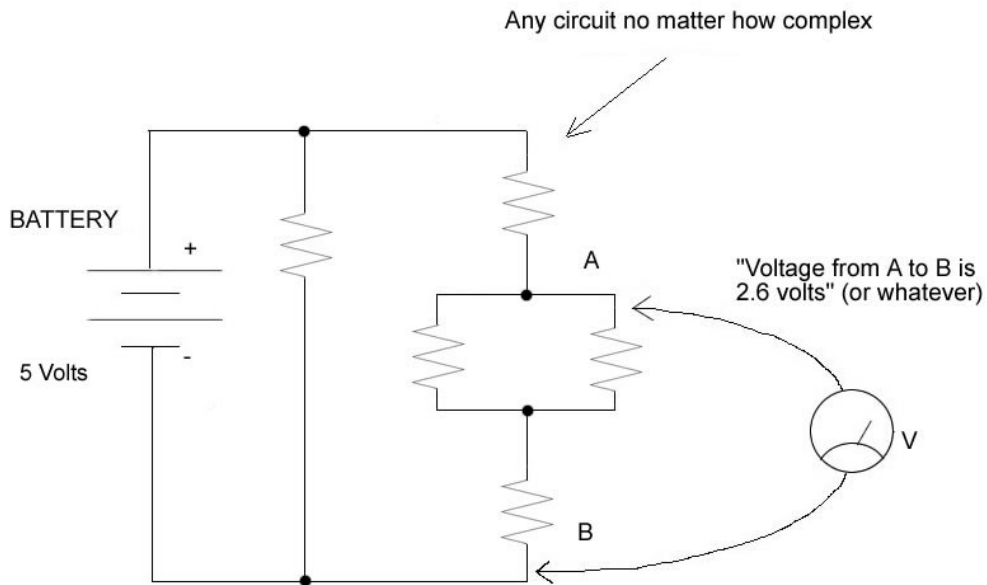 Any circuit no matter how complex
BATTERY
+
A
"Voltage from A to B is
2.6 volts" (or whatever)
-
5 Volts
V
B